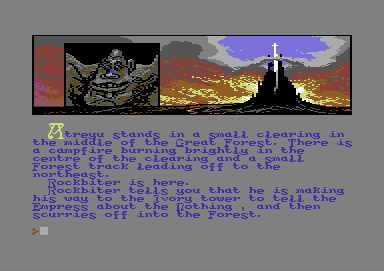 Atreyu stands in a small clearing in
the middle of the Great Forest. There is
a campfire burning brightly in the
centre of the clearing and a small
Forest track leading off to the
northeast.
Rockbiter is here.
Rockbiter tells you that he is making
his way to the Ivory tower to tell the
Empress about the Nothing , and then
scurries off into the Forest.
>